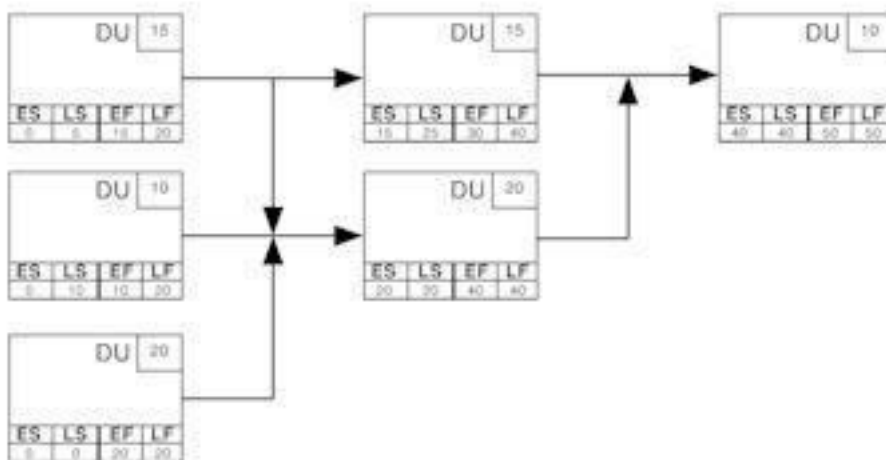 DU 15
ES LS EF LF
0 5 15 20
DU 15
ES LS EF LF
15 25 30 40
DU 10
ES LS EF LF
40 40 50 50
DU 10
ES LS EF LF
0 10 10 20
DU 20
ES LS EF LF
20 20 40 40
DU 20
ES LS EF LF
0 0 20 20